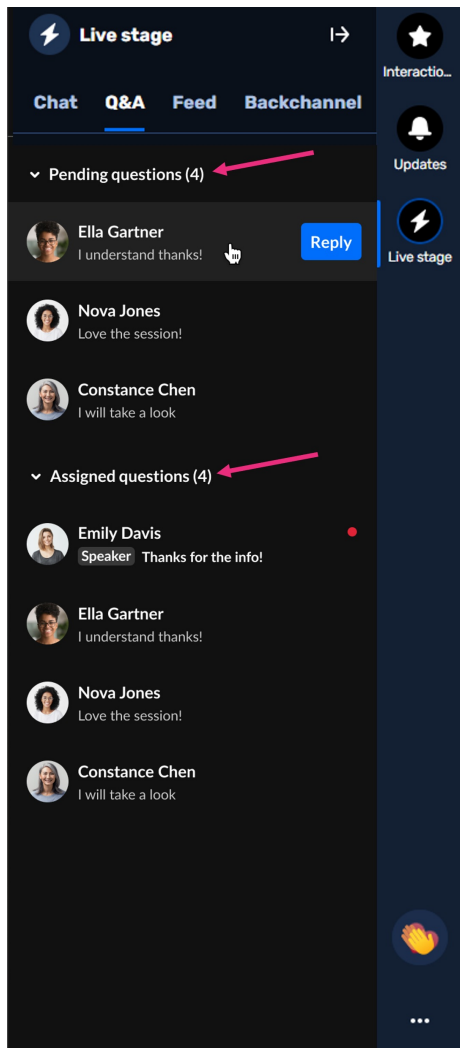 Live stage
Interactio...
Chat Q&A Feed Backchannel
Updates
Pending questions (4)
Ella Gartner
I understand thanks!
Reply
Live stage
Nova Jones
Love the session!
Constance Chen
I will take a look
Assigned questions (4)
Emily Davis
Speaker Thanks for the info!
Ella Gartner
I understand thanks!
Nova Jones
Love the session!
Constance Chen
I will take a look